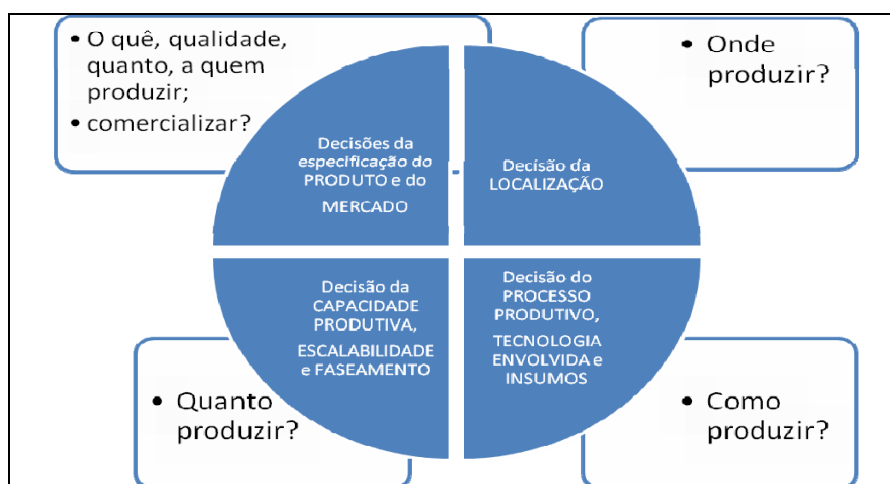 • O quê, qualidade,
quanto, a quem
produzir;
• comercializar?
• Onde
produzir?
Decisões da
especificação do
PRODUTO e do
MERCADO
Decisão da
LOCALIZAÇÃO
Decisão da
CAPACIDADE
PRODUTIVA,
ESCALABILIDADE
e FASEAMENTO
Decisão do
PROCESSO
PRODUTIVO,
TECNOLOGIA
ENVOLVIDA e
INSUMOS
• Quanto
produzir?
• Como
produzir?